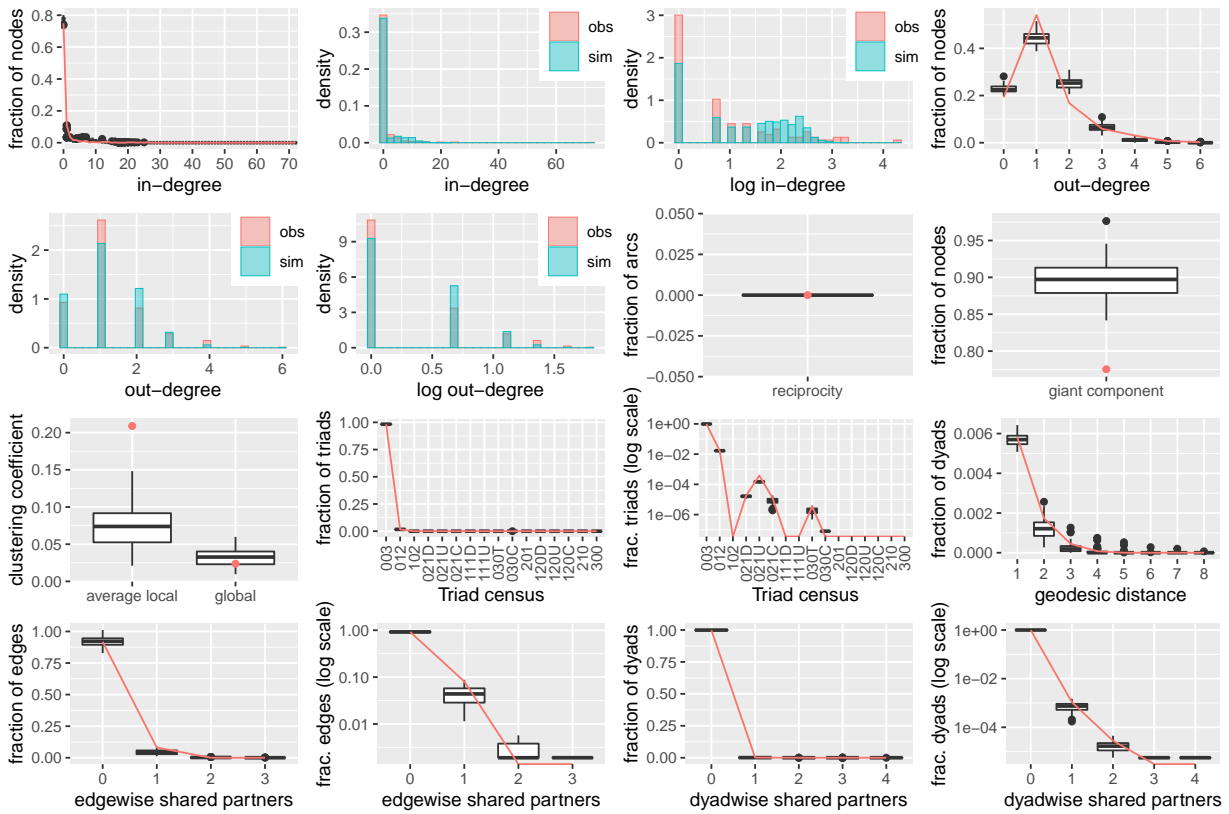 fraction of nodes
0.8
0.6
0.4
0.2
0.0
0 10 20 30 40 50 60 70
in−degree
density
0.3
0.2
0.1
0.0
0 20 40 60
in−degree
obs
sim
density
3
2
1
0
0 1 2 3 4
log in−degree
obs
sim
fraction of nodes
0.4
0.2
0.0
0 1 2 3 4 5 6
out−degree
density
2
1
0
0 2 4 6
out−degree
obs
sim
density
9
6
3
0
0.0 0.5 1.0 1.5
log out−degree
obs
sim
fraction of arcs
0.050
0.025
0.000
−0.025
−0.050
reciprocity
fraction of nodes
0.95
0.90
0.85
0.80
giant component
clustering coefficient
0.20
0.15
0.10
0.05
0.00
average local global
fraction of triads
1.00
0.75
0.50
0.25
0.00
003 012 102 021D 021U 021C 111D 111U 030T 030C 201 120D 120U 120C 210 300
Triad census
frac. triads (log scale)
1e+00
1e−02
1e−04
1e−06
003 012 102 021D 021U 021C 111D 111U 030T 030C 201 120D 120U 120C 210 300
Triad census
fraction of dyads
0.006
0.004
0.002
0.000
1 2 3 4 5 6 7 8
geodesic distance
fraction of edges
1.00
0.75
0.50
0.25
0.00
0 1 2 3
edgewise shared partners
frac. edges (log scale)
1.00
0.10
0.01
0 1 2 3
edgewise shared partners
fraction of dyads
1.00
0.75
0.50
0.25
0.00
0 1 2 3 4
dyadwise shared partners
frac. dyads (log scale)
1e+00
1e−02
1e−04
0 1 2 3 4
dyadwise shared partners